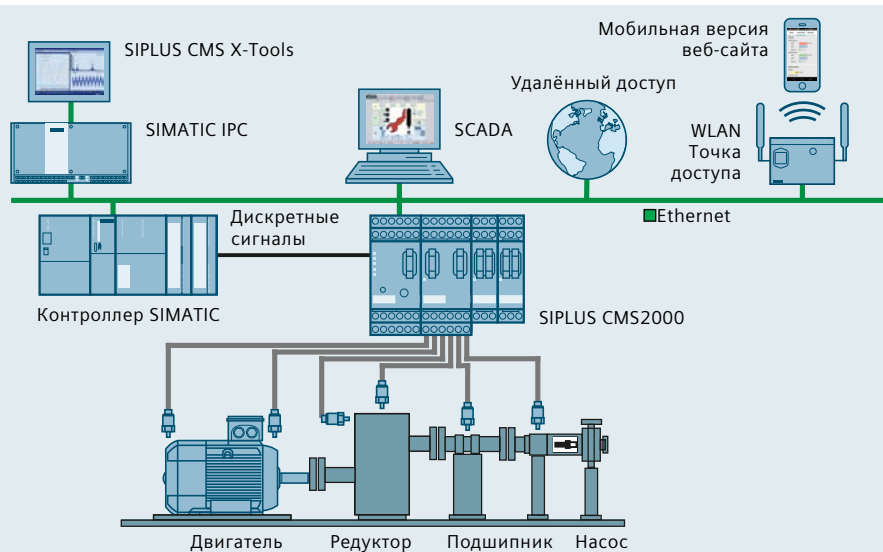 SIPLUS CMS X-Tools
Мобильная версия
веб-сайта
Удалённый доступ
SIMATIC IPC
SCADA
WLAN
Точка
доступа
Дискретные
сигналы
Ethernet
Контроллер SIMATIC
SIPLUS CMS2000
Двигатель
Редуктор
Подшипник
Насос